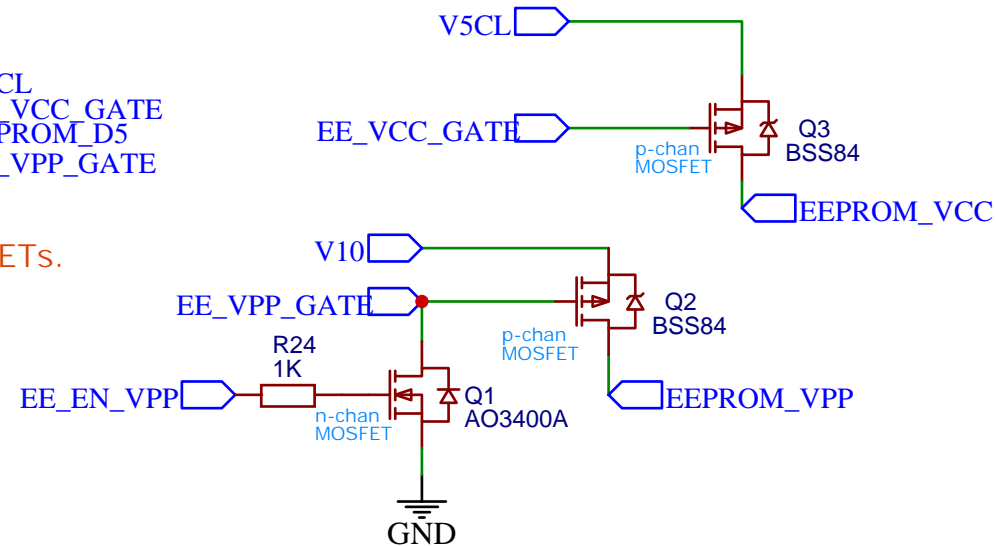 V5CL
CL
_VCC_GATE
PROM_D5
_VPP_GATE
EE_VCC_GATE
p-chan
MOSFET
Q3
BSS84
EEPROM_VCC
ETs.
V10
EE_VPP_GATE
p-chan
MOSFET
Q2
BSS84
R24
1K
EE_EN_VPP
n-chan
MOSFET
Q1
AO3400A
EEPROM_VPP
GND